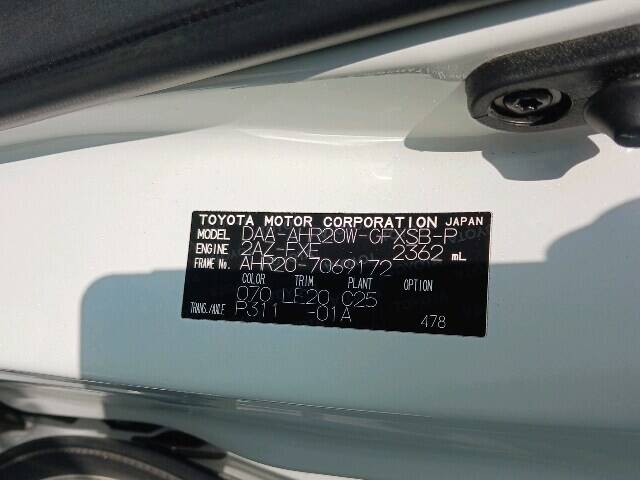 TOYOTA MOTOR CORPORATION JAPAN
MODEL DAA-AHR20W-GFXSB-P
ENGINE 2AZ-FXE 2362 mL
FRAME No. AHR20-7069172
COLOR TRIM PLANT OPTION
070 LE20 C25
TRANS./AXLE P311 -01A
478